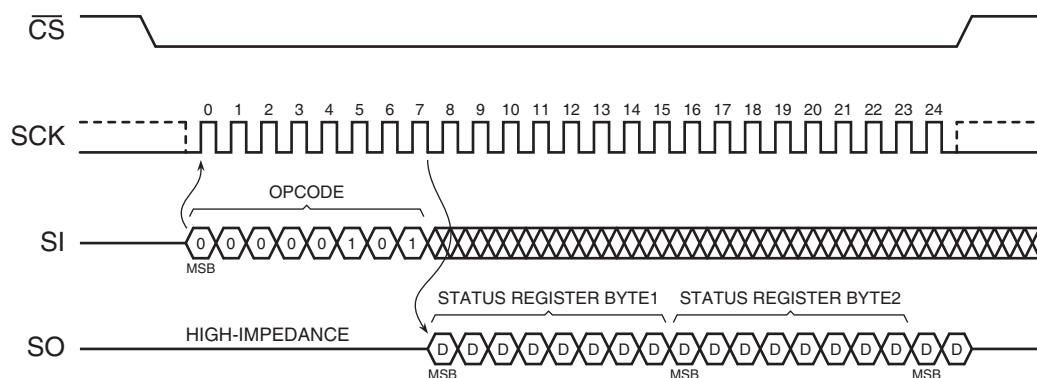 CS
SCK
0 1 2 3 4 5 6 7 8 9 10 11 12 13 14 15 16 17 18 19 20 21 22 23 24
OPCODE
SI
0 0 0 0 0 1 0 1
MSB
STATUS REGISTER BYTE1 STATUS REGISTER BYTE2
SO
HIGH-IMPEDANCE
D D D D D D D D D D D D D D D D D D
MSB MSB MSB